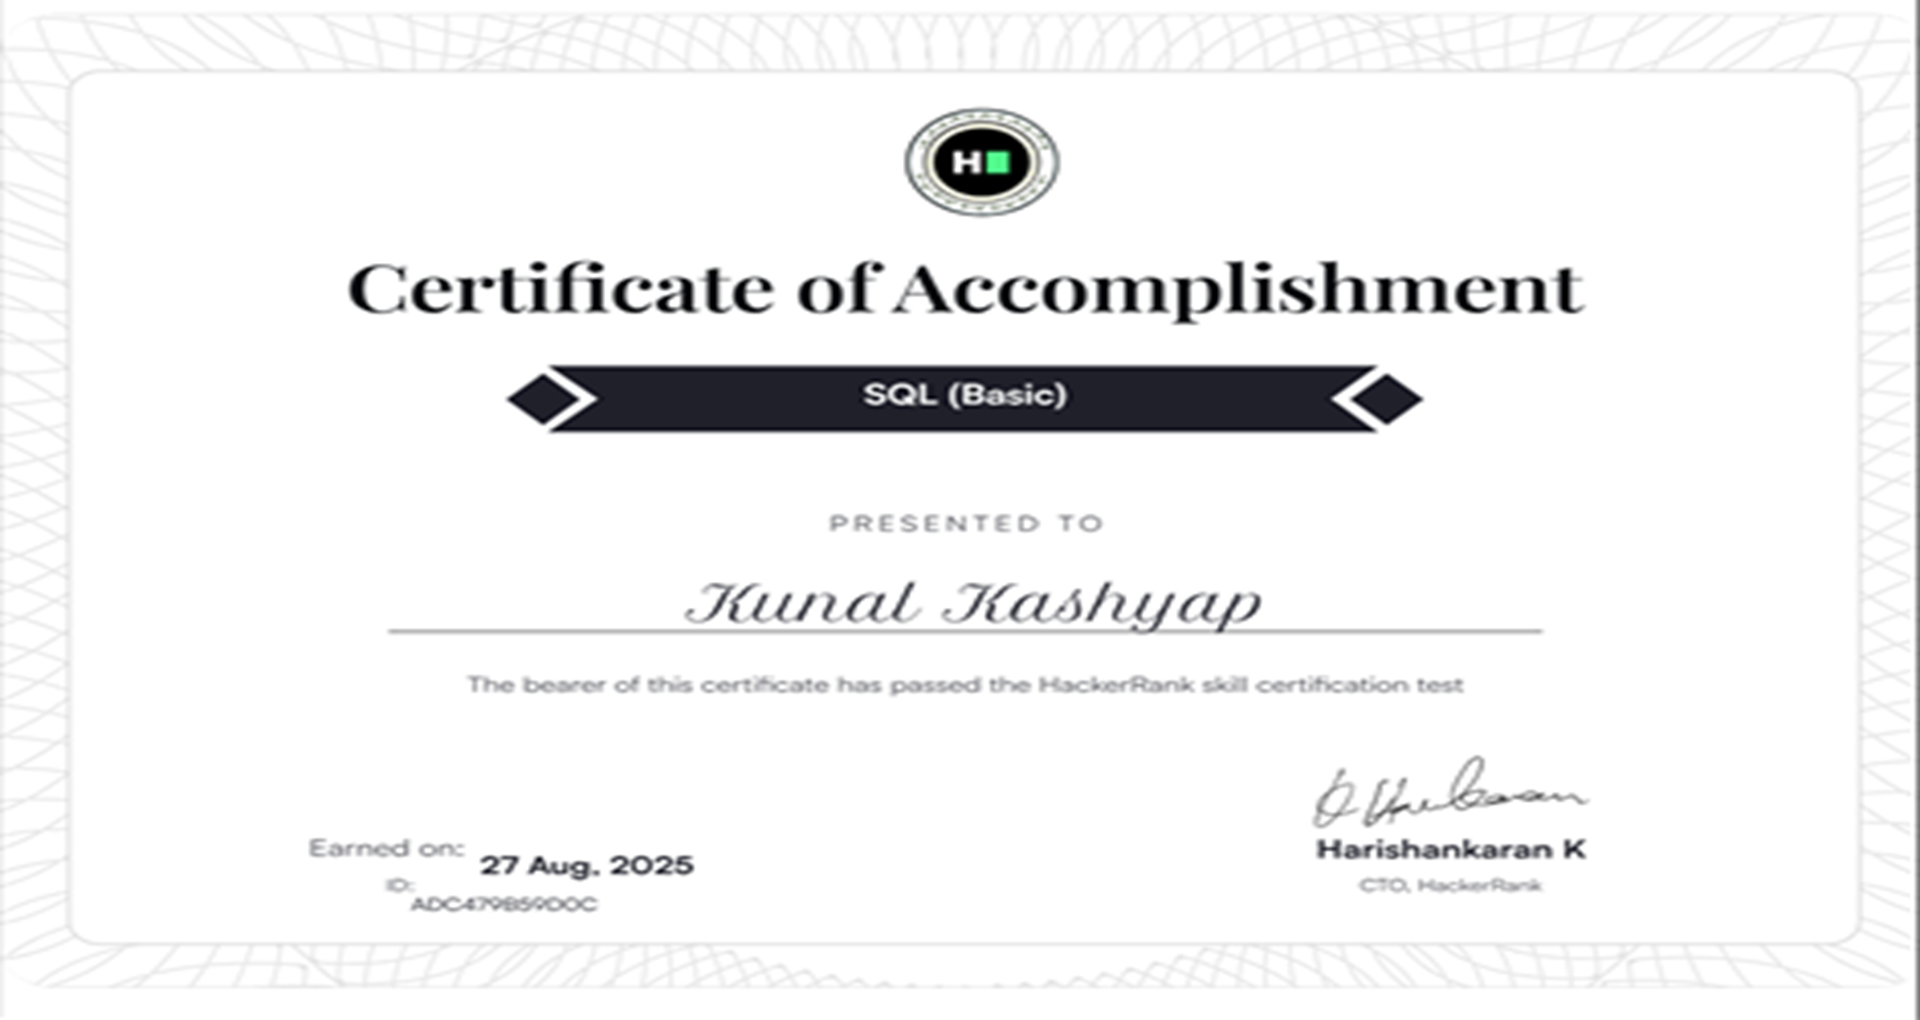 H
Certificate of Accomplishment
SQL (Basic)
PRESENTED TO
Kunal Kashyap
The bearer of this certificate has passed the HackerRank skill certification test
Earned on: 27 Aug, 2025
ID:
ADC479B59D0C
Harishankaran K
CTO, HackerRank